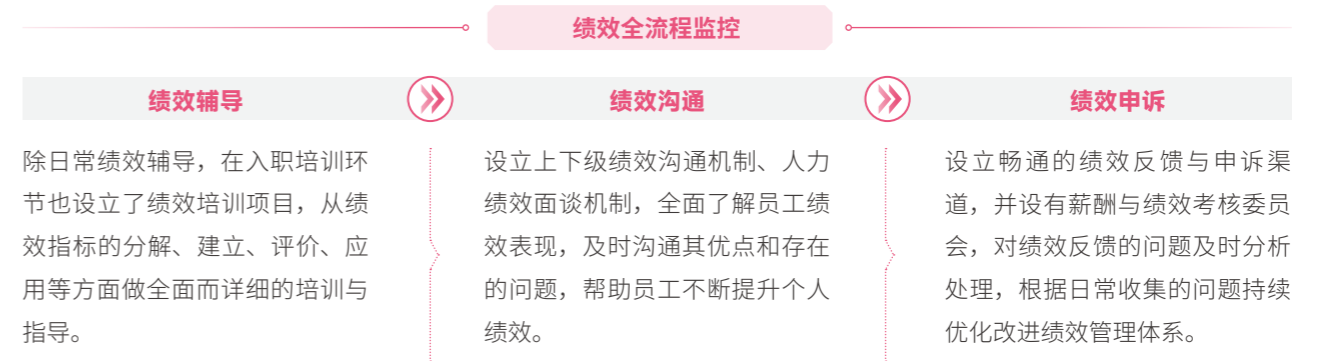 绩效全流程监控
绩效辅导
除日常绩效辅导，在入职培训环
节也设立了绩效培训项目，从绩
效指标的分解、建立、评价、应
用等方面做全面而详细的培训与
指导。
绩效沟通
设立上下级绩效沟通机制、人力
绩效面谈机制，全面了解员工绩
效表现，及时沟通其优点和存在
的问题，帮助员工不断提升个人
绩效。
绩效申诉
设立畅通的绩效反馈与申诉渠
道，并设有薪酬与绩效考核委员
会，对绩效反馈的问题及时分析
处理，根据日常收集的问题持续
优化改进绩效管理体系。